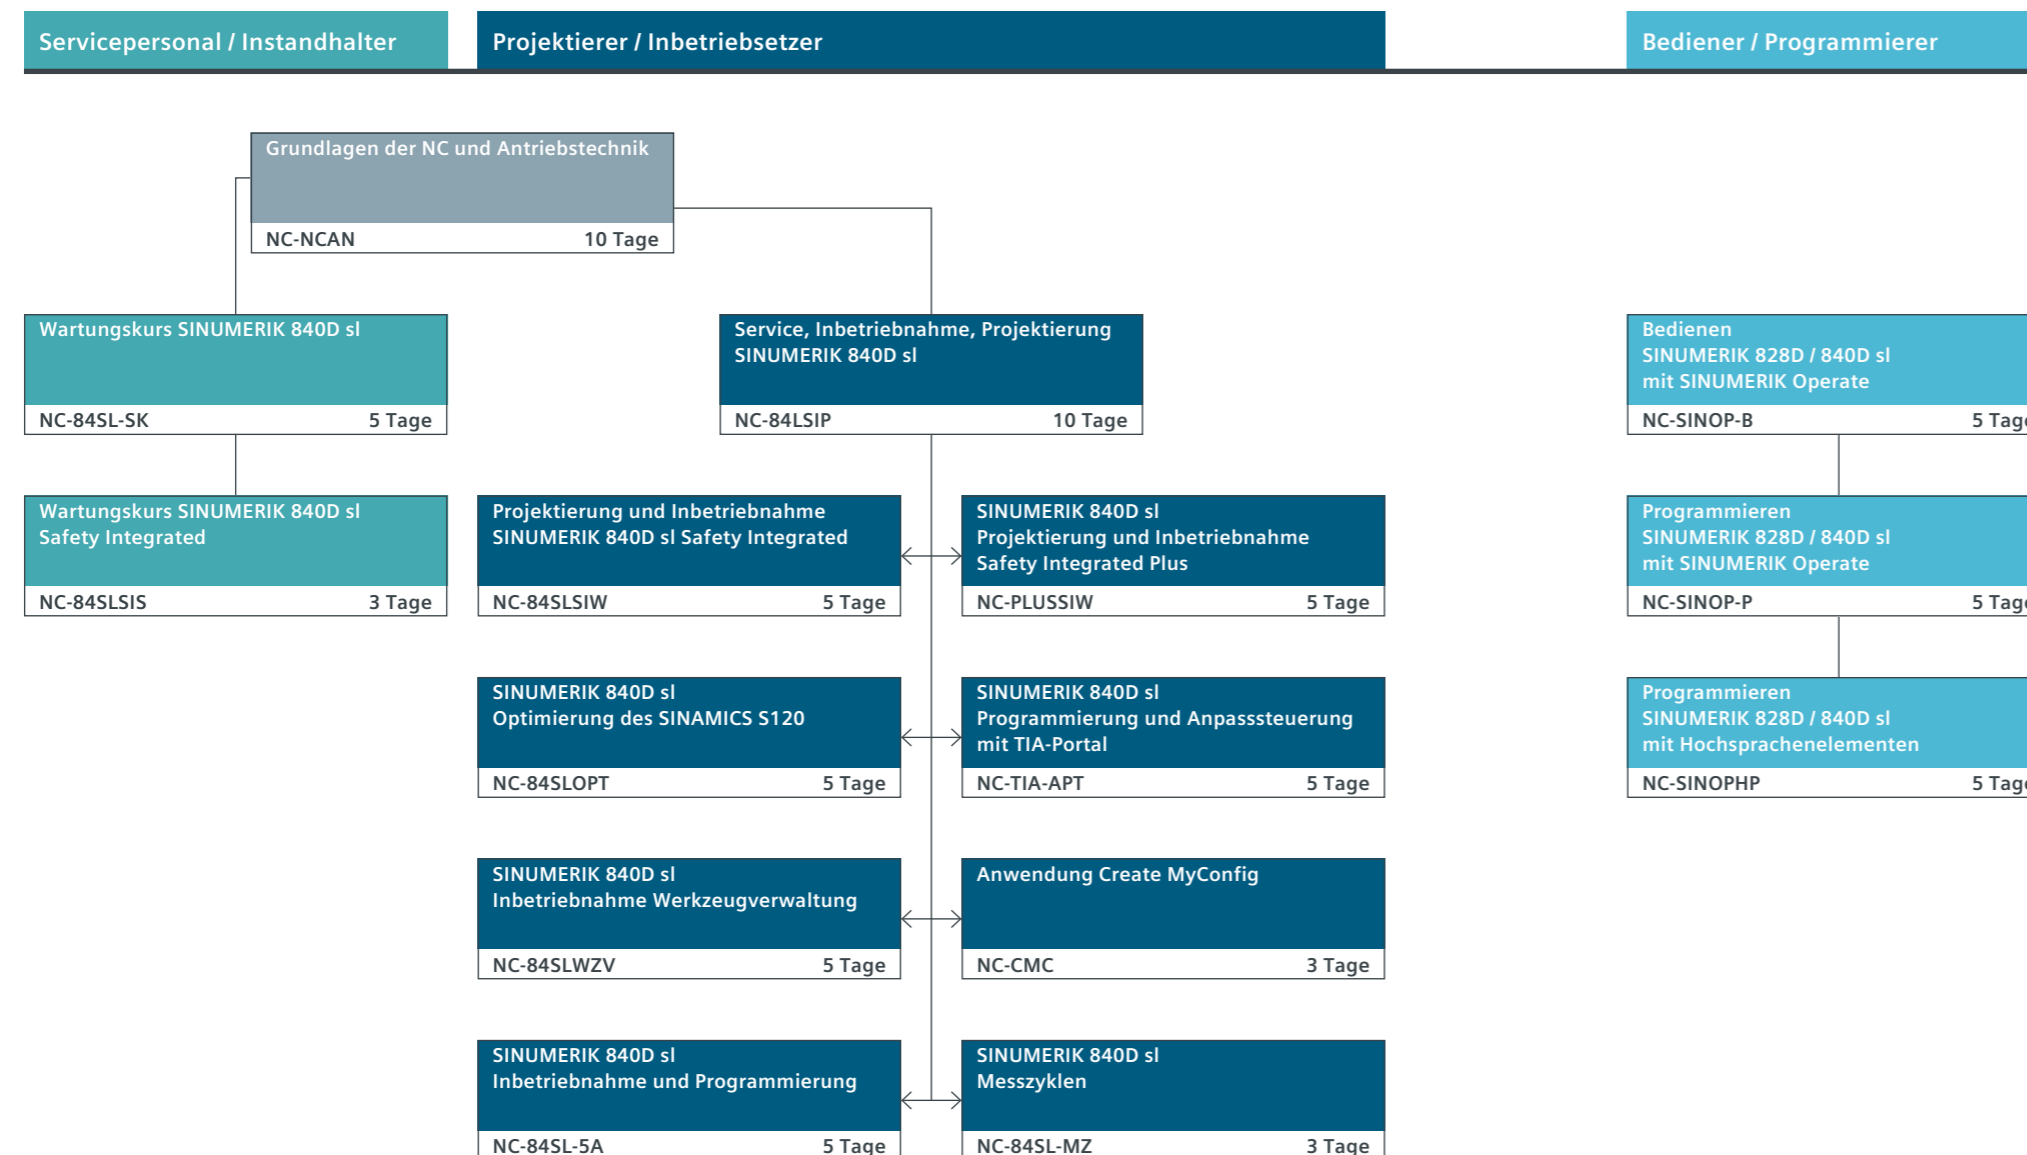 Servicepersonal / Instandhalter
Projektierer / Inbetriebsetzer
Bediener / Programmierer
Grundlagen der NC und Antriebstechnik
NC-NCAN 10 Tage
Wartungskurs SINUMERIK 840D sl
NC-84SL-SK 5 Tage
Service, Inbetriebnahme, Projektierung
SINUMERIK 840D sl
NC-84LSIP 10 Tage
Bedienen
SINUMERIK 828D / 840D sl
mit SINUMERIK Operate
NC-SINOP-B 5 Tage
Wartungskurs SINUMERIK 840D sl
Safety Integrated
NC-84SLSIS 3 Tage
Projektierung und Inbetriebnahme
SINUMERIK 840D sl Safety Integrated
NC-84SLSIW 5 Tage
SINUMERIK 840D sl
Projektierung und Inbetriebnahme
Safety Integrated Plus
NC-PLUSSIW 5 Tage
Programmieren
SINUMERIK 828D / 840D sl
mit SINUMERIK Operate
NC-SINOP-P 5 Tage
SINUMERIK 840D sl
Optimierung des SINAMICS S120
NC-84SLOPT 5 Tage
SINUMERIK 840D sl
Programmierung und Anpasssteuerung
mit TIA-Portal
NC-TIA-APT 5 Tage
Programmieren
SINUMERIK 828D / 840D sl
mit Hochsprachenelementen
NC-SINOPHP 5 Tage
SINUMERIK 840D sl
Inbetriebnahme Werkzeugverwaltung
NC-84SLWZV 5 Tage
Anwendung Create MyConfig
NC-CMC 3 Tage
SINUMERIK 840D sl
Inbetriebnahme und Programmierung
NC-84SL-5A 5 Tage
SINUMERIK 840D sl
Messzyklen
NC-84SL-MZ 3 Tage